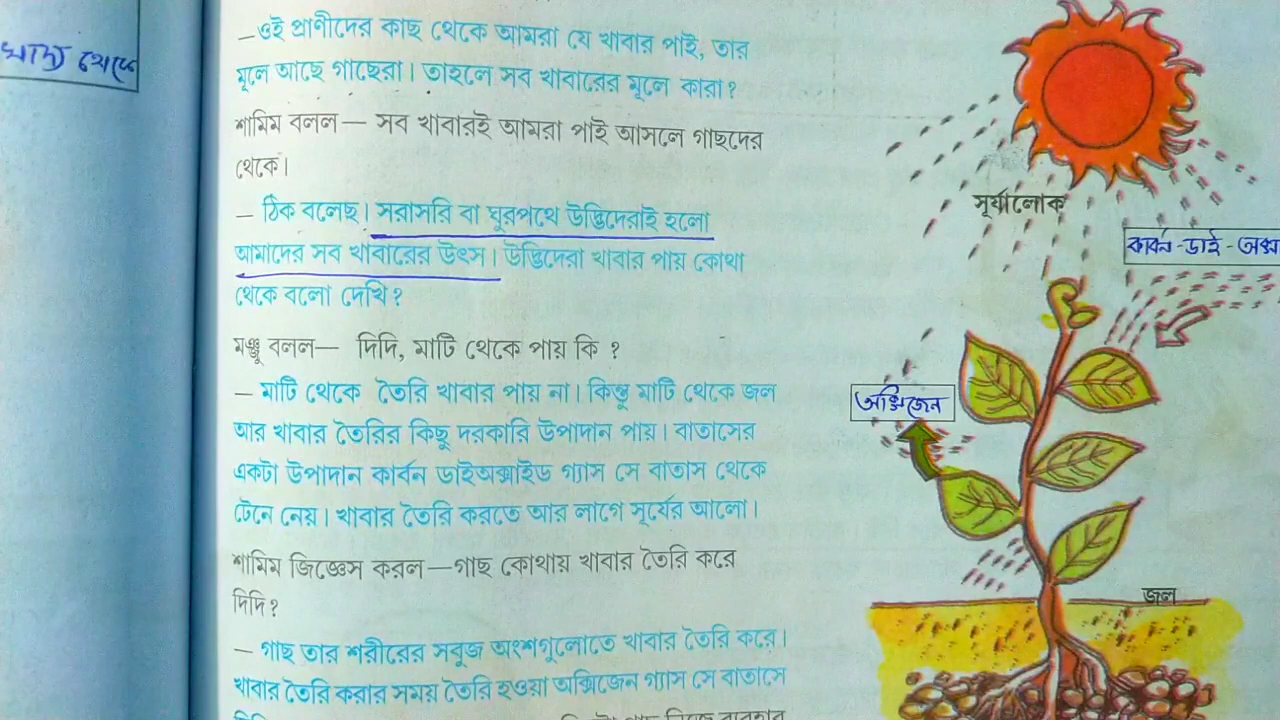 খাদ্য থেকে
–ওই প্রাণীদের কাছ থেকে আমরা যে খাবার পাই, তার
মূলে আছে গাছেরা। তাহলে সব খাবারের মূলে কারা?
শামিম বলল— সব খাবারই আমরা পাই আসলে গাছদের
থেকে।
– ঠিক বলেছ। সরাসরি বা ঘুরপথে উদ্ভিদেরাই হলো
আমাদের সব খাবারের উৎস। উদ্ভিদেরা খাবার পায় কোথা
থেকে বলো দেখি?
মঞ্জু বলল— দিদি, মাটি থেকে পায় কি ?
– মাটি থেকে তৈরি খাবার পায় না। কিন্তু মাটি থেকে জল
আর খাবার তৈরির কিছু দরকারি উপাদান পায়। বাতাসের
একটা উপাদান কার্বন ডাইঅক্সাইড গ্যাস সে বাতাস থেকে
টেনে নেয়। খাবার তৈরি করতে আর লাগে সূর্যের আলো।
শামিম জিজ্ঞেস করল—গাছ কোথায় খাবার তৈরি করে
দিদি?
– গাছ তার শরীরের সবুজ অংশগুলোতে খাবার তৈরি করে।
খাবার তৈরি করার সময় তৈরি হওয়া অক্সিজেন গ্যাস সে বাতাসে
সূর্যালোক
কার্বন-ডাই-অক্স
অক্সিজেন
জল